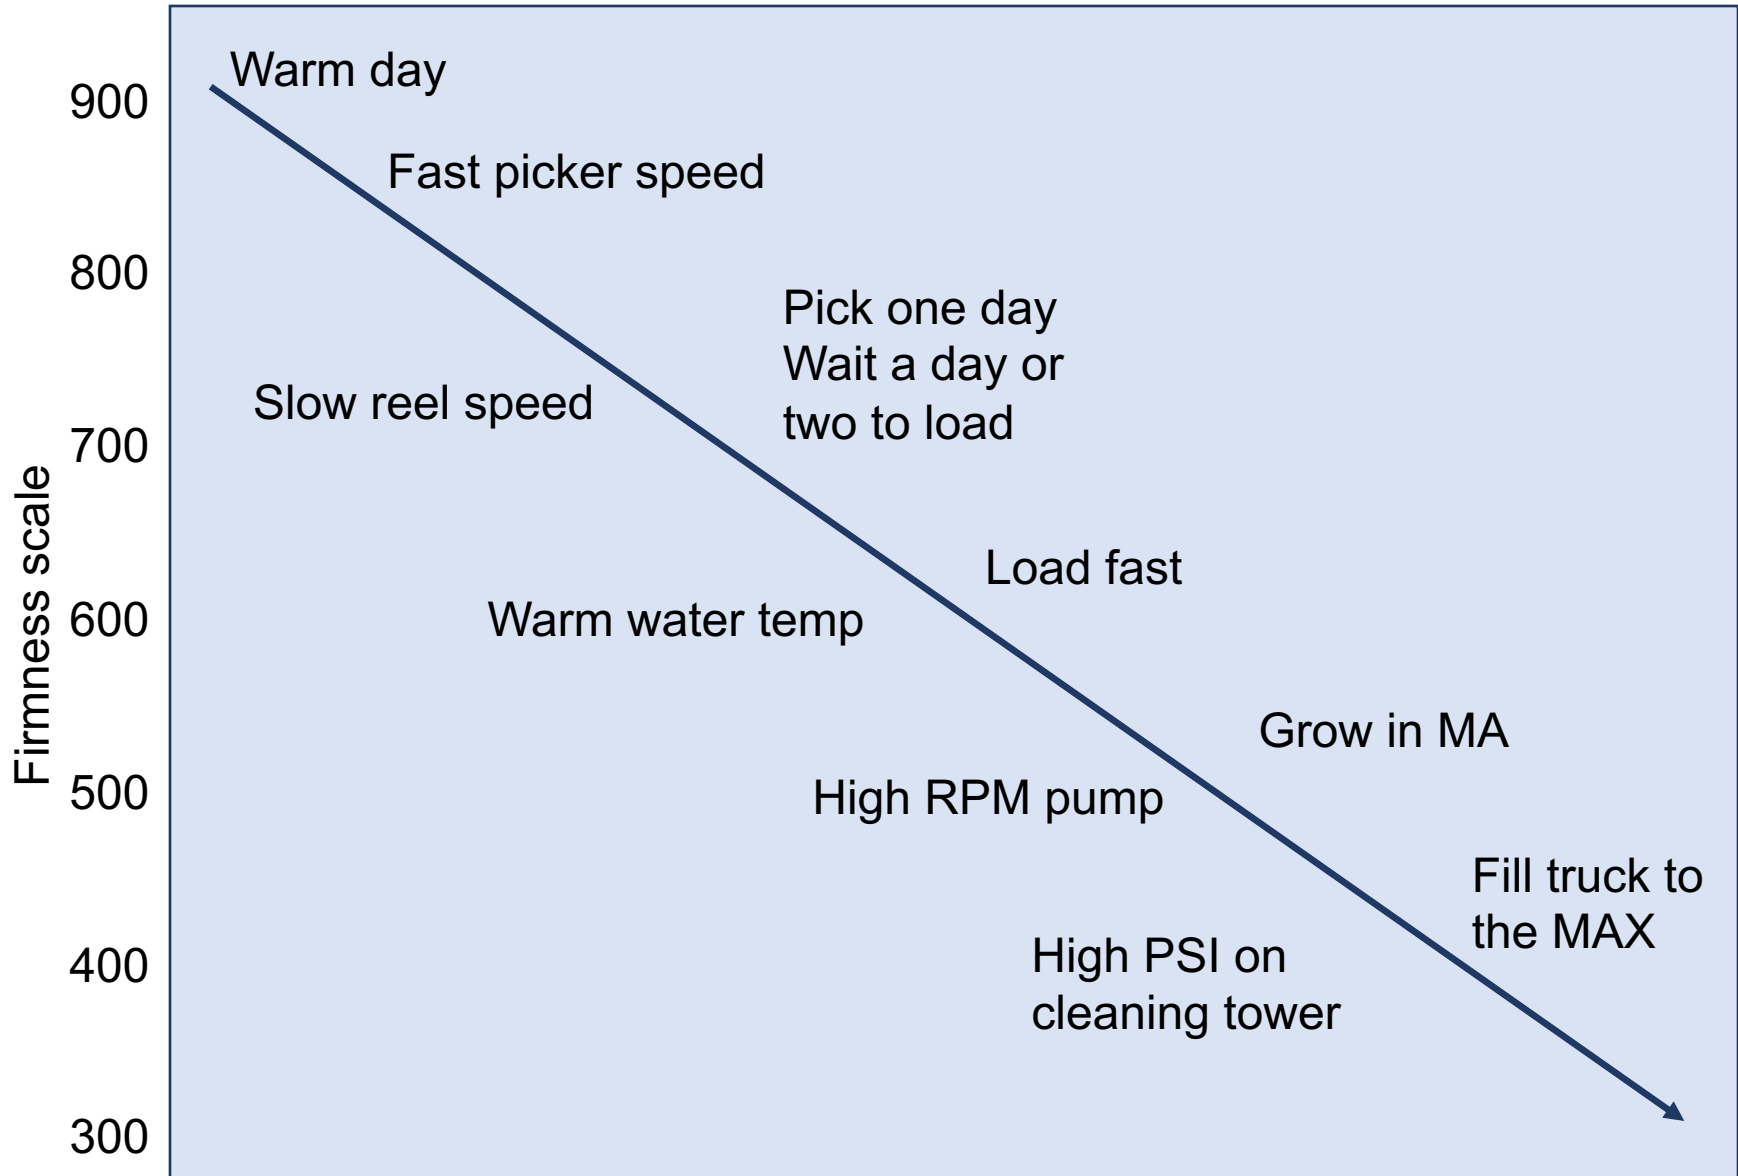 Warm day
900
Fast picker speed
800
Pick one day
Wait a day or
two to load
Slow reel speed
700
Firmness scale
Load fast
600
Warm water temp
Grow in MA
500
High RPM pump
Fill truck to
the MAX
400
High PSI on
cleaning tower
300